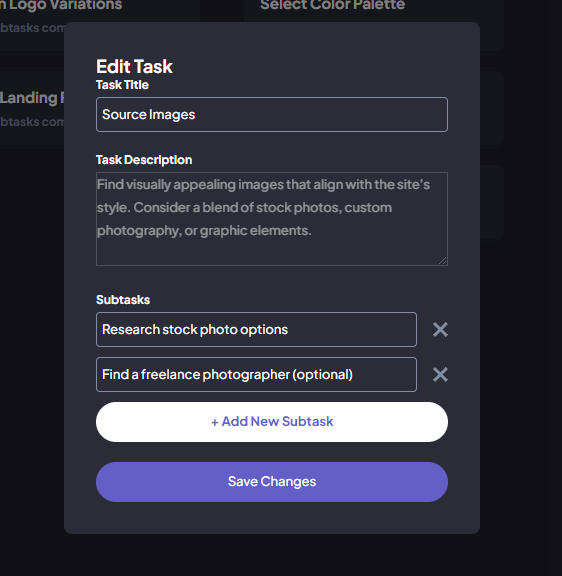 n Logo Variations
Select Color Palette
btasks com
Edit Task
Landing
Task Title
Source Images
btasks com
Task Description
Find visually appealing images that align with the site's
style. Consider a blend of stock photos, custom
photography, or graphic elements.
Subtasks
Research stock photo options
Find a freelance photographer (optional)
+ Add New Subtask
Save Changes